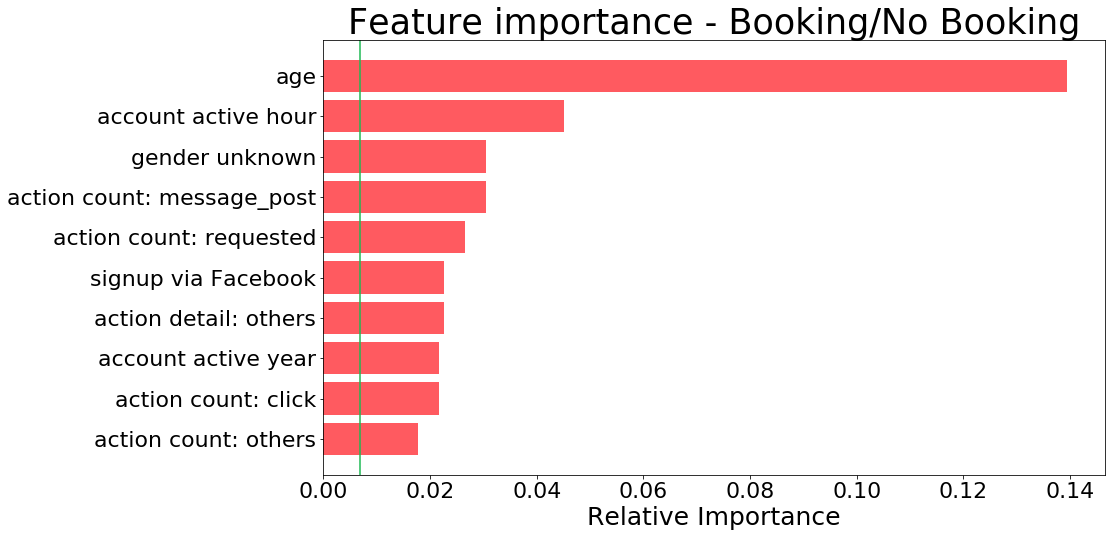 Feature importance - Booking/No Booking
age
account active hour
gender unknown
action count: message_post
action count: requested
signup via Facebook
action detail: others
account active year
action count: click
action count: others
0.00 0.02 0.04 0.06 0.08 0.10 0.12 0.14
Relative Importance